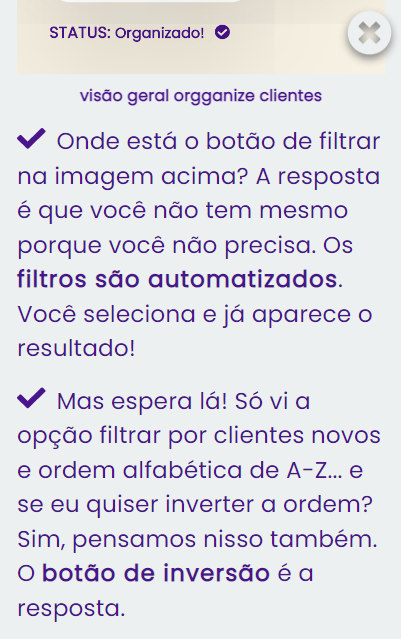 STATUS: Organizado!
visão geral orgganize clientes
Onde está o botão de filtrar
na imagem acima? A resposta
é que você não tem mesmo
porque você não precisa. Os
filtros são automatizados.
Você seleciona e já aparece o
resultado!
Mas espera lá! Só vi a
opção filtrar por clientes novos
e ordem alfabética de A-Z... e
se eu quiser inverter a ordem?
Sim, pensamos nisso também.
O botão de inversão é a
resposta.